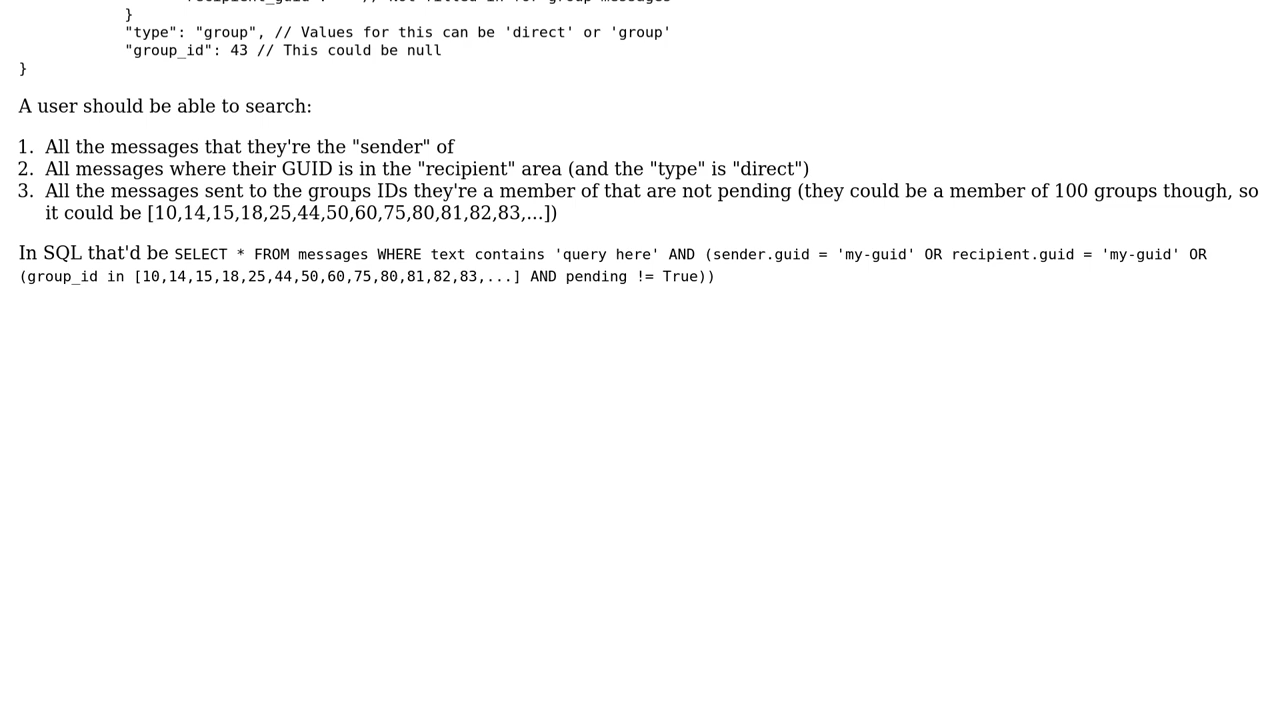 }
"type": "group", // Values for this can be 'direct' or 'group'
"group_id": 43 // This could be null
}
A user should be able to search:
1. All the messages that they're the "sender" of
2. All messages where their GUID is in the "recipient" area (and the "type" is "direct")
3. All the messages sent to the groups IDs they're a member of that are not pending (they could be a member of 100 groups though, so
it could be [10,14,15,18,25,44,50,60,75,80,81,82,83,...])
In SQL that'd be SELECT * FROM messages WHERE text contains 'query here' AND (sender.guid = 'my-guid' OR recipient.guid = 'my-guid' OR
(group_id in [10,14,15,18,25,44,50,60,75,80,81,82,83,...] AND pending != True))